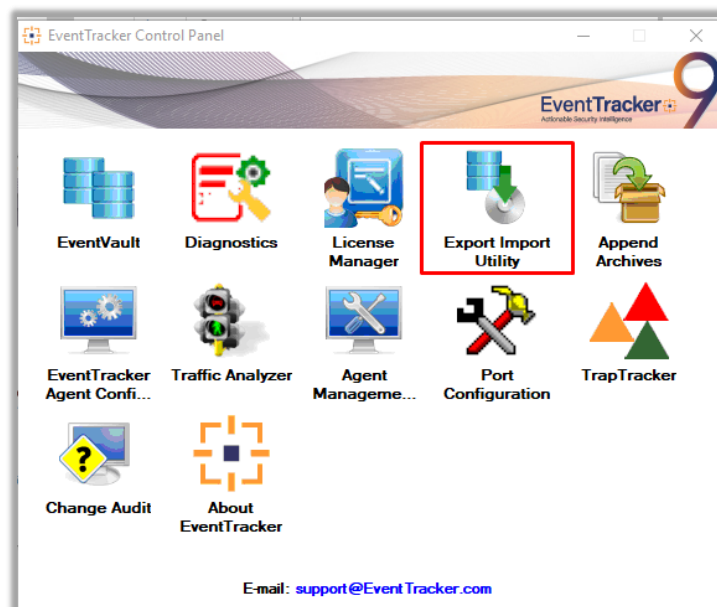 EventTracker Control Panel
EventTracker 9
Actionable Security Intelligence
EventVault
Diagnostics
License
Manager
Export Import
Utility
Append
Archives
EventTracker
Agent Confi...
Traffic Analyzer
Agent
Manageme...
Port
Configuration
TrapTracker
Change Audit
?
About
EventTracker
E-mail: support@EventTracker.com